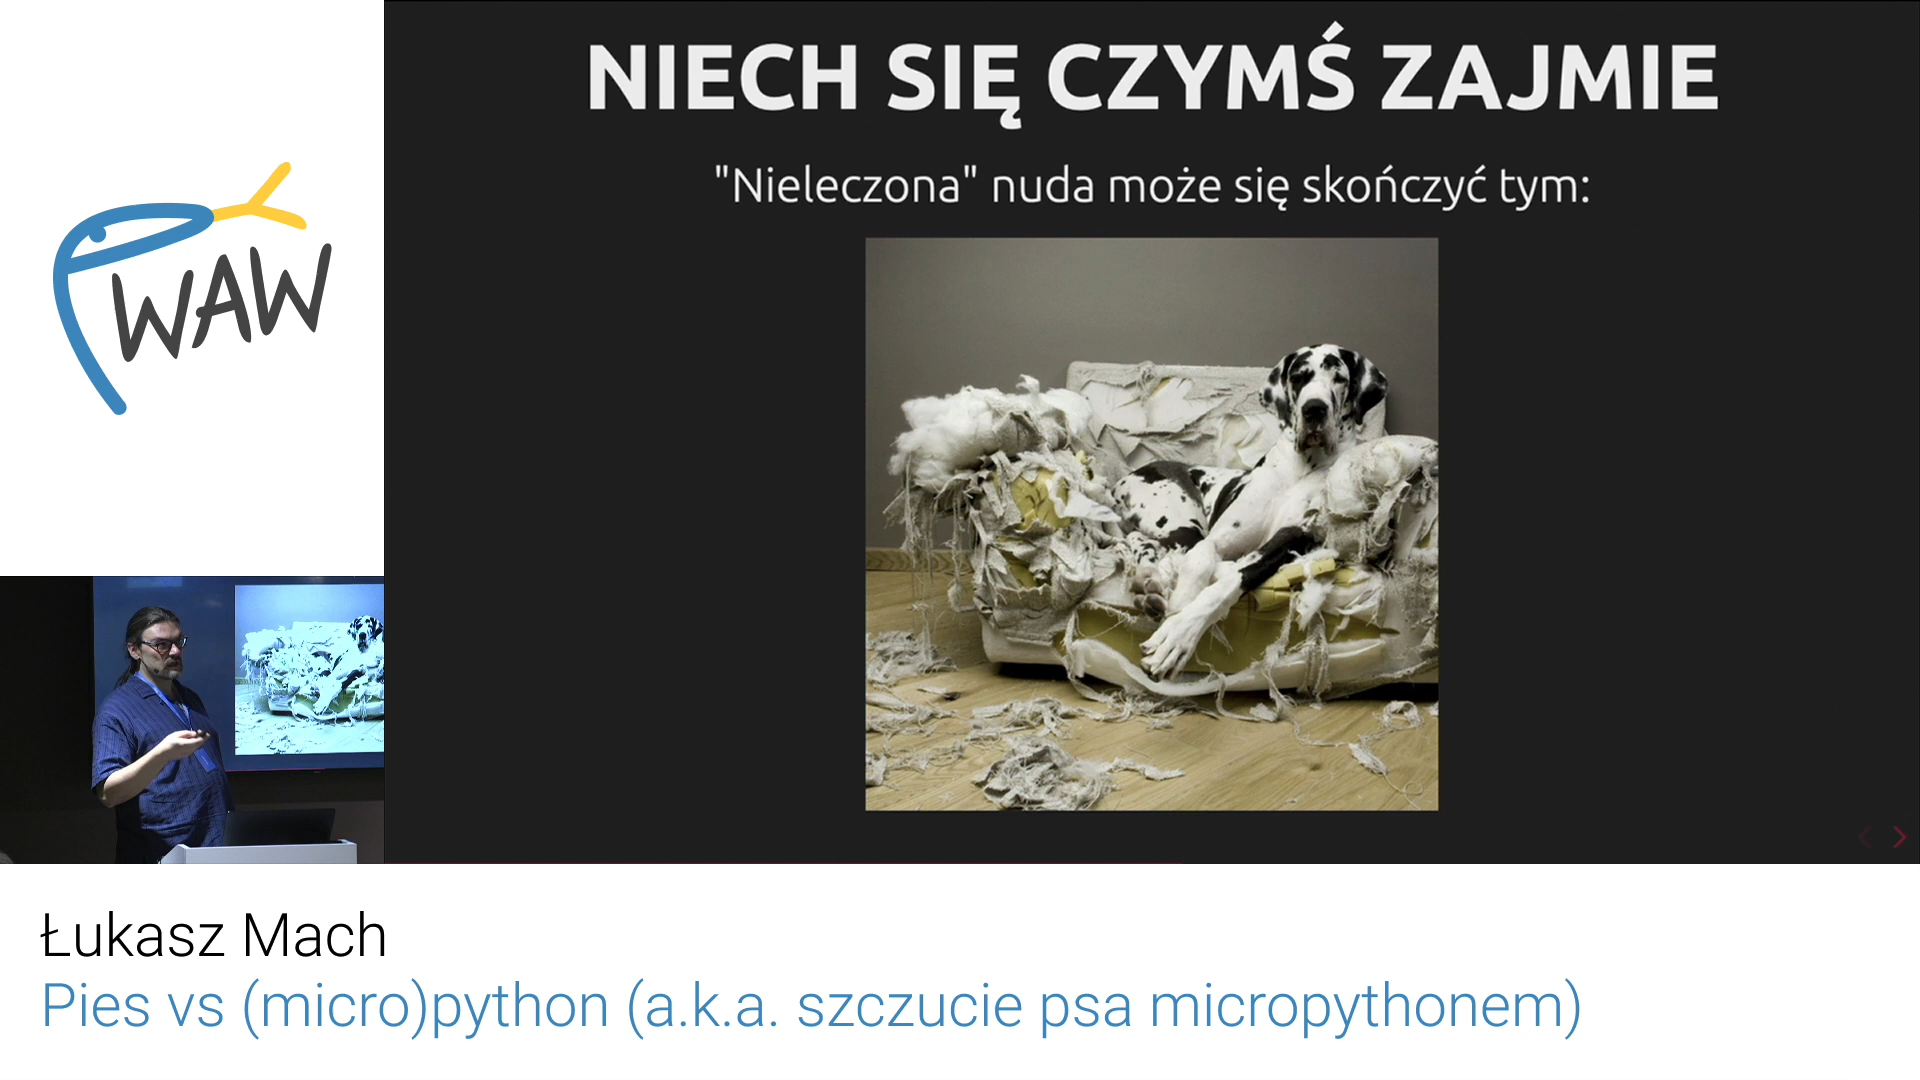 WAW
NIECH SIĘ CZYMŚ ZAJMIE
"Nieleczona" nuda może się skończyć tym:
Łukasz Mach
Pies vs (micro)python (a.k.a. szczucie psa micropythonem)